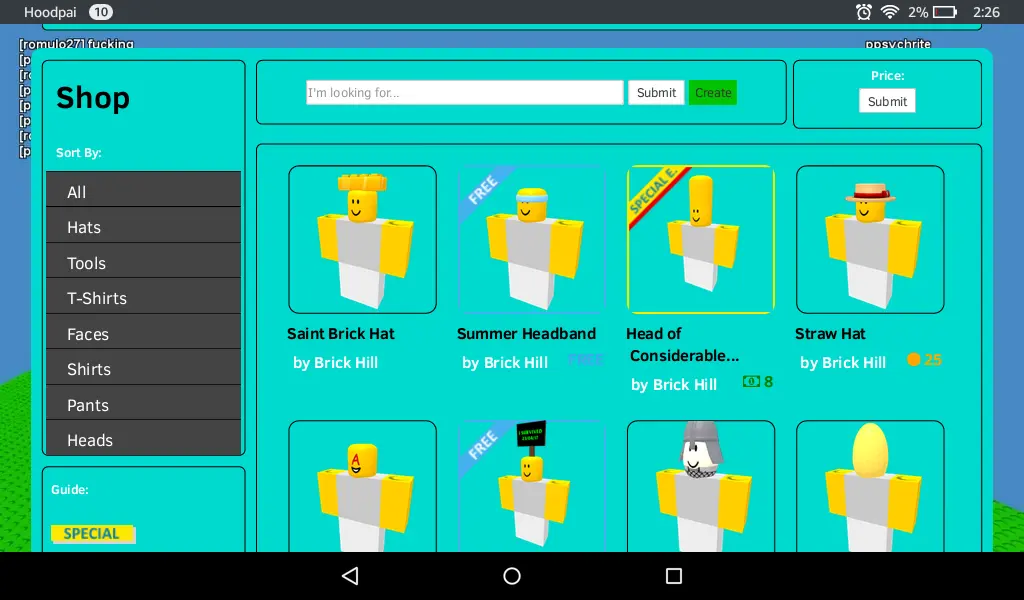 Hoodpai 10 2% 2:26
[romulo27] fucking
ppsychrite
Shop
I'm looking for... Submit Create
Price:
Submit
Sort By:
All
Hats
Tools
T-Shirts
Faces
Shirts
Pants
Heads
FREE
SPECIAL E.
Saint Brick Hat
by Brick Hill
Summer Headband
by Brick Hill
Head of
Considerable...
by Brick Hill 8
Straw Hat
by Brick Hill 25
FREE
Guide:
SPECIAL